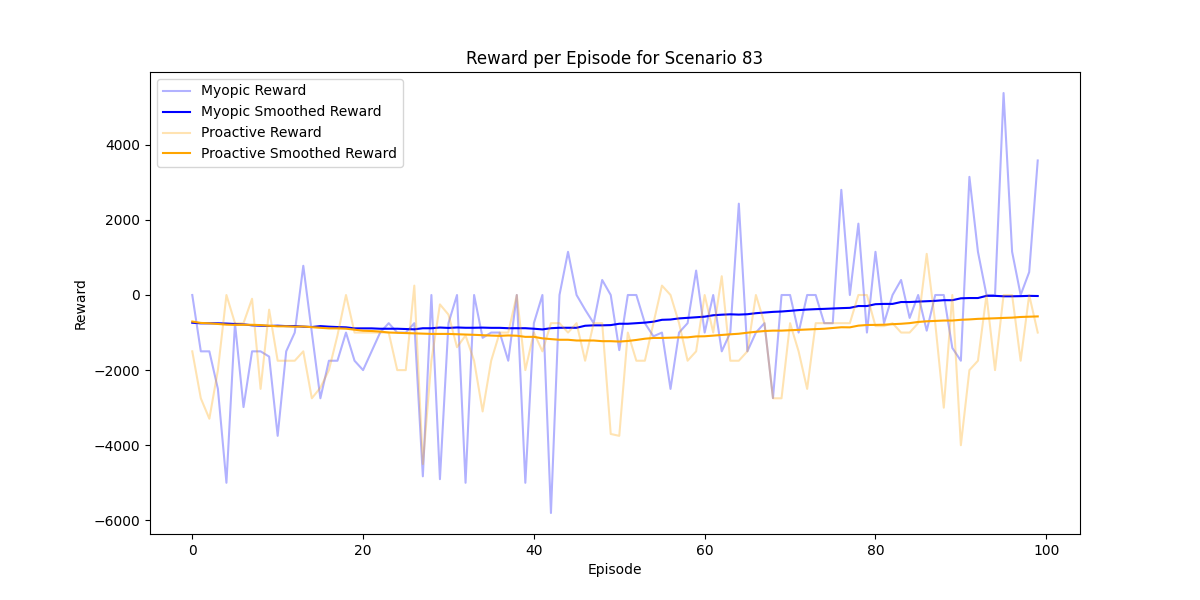 Reward per Episode for Scenario 83
Myopic Reward
Myopic Smoothed Reward
Proactive Reward
Proactive Smoothed Reward
Reward
4000
2000
0
−2000
−4000
−6000
0 20 40 60 80 100
Episode